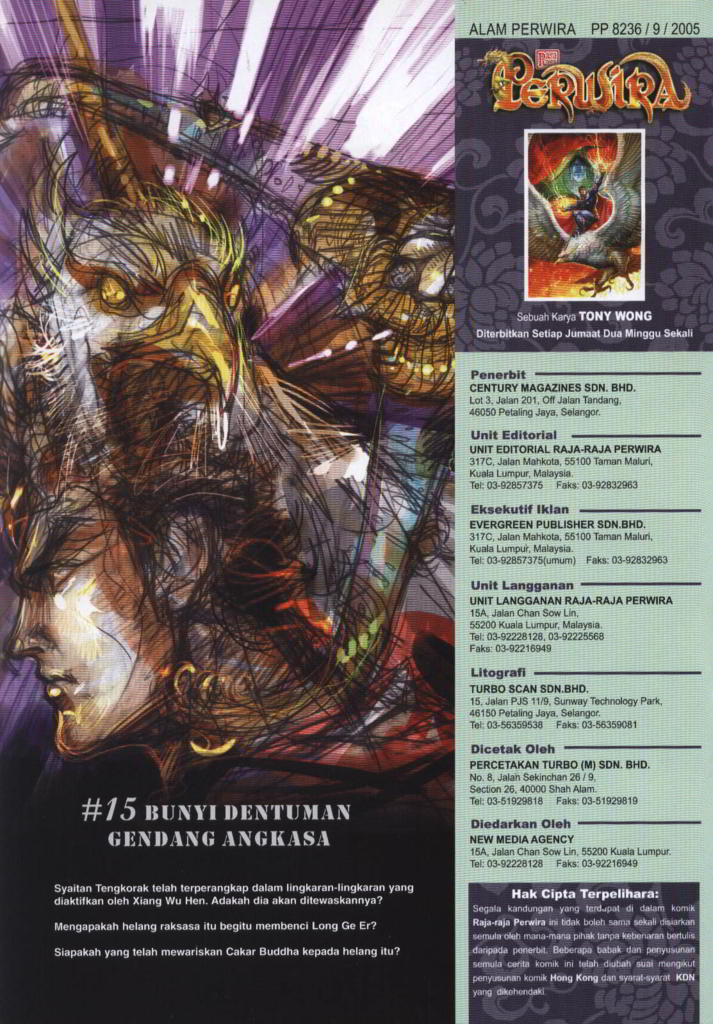 ALAM PERWIRA PP 8236 / 9 / 2005
PERWIRA
Sebuah Karya TONY WONG
Diterbitkan Setiap Jumaat Dua Minggu Sekali
Penerbit
CENTURY MAGAZINES SDN. BHD.
Lot 3, Jalan 201, Off Jalan Tandang,
46050 Petaling Jaya, Selangor.
Unit Editorial
UNIT EDITORIAL RAJA-RAJA PERWIRA
317C, Jalan Mahkota, 55100 Taman Maluri,
Kuala Lumpur, Malaysia.
Tel: 03-92857375 Faks: 03-92832963
Eksekutif Iklan
EVERGREEN PUBLISHER SDN.BHD.
317C, Jalan Mahkota, 55100 Taman Maluri,
Kuala Lumpur, Malaysia.
Tel: 03-92857375(umum) Faks: 03-92832963
Unit Langganan
UNIT LANGGANAN RAJA-RAJA PERWIRA
15A, Jalan Chan Sow Lin,
55200 Kuala Lumpur, Malaysia.
Tel: 03-92228128, 03-92225568
Faks: 03-92216949
Litografi
TURBO SCAN SDN.BHD.
15, Jalan PJS 11/9, Sunway Technology Park,
46150 Petaling Jaya, Selangor.
Tel: 03-56359538 Faks: 03-56359081
Dicetak Oleh
PERCETAKAN TURBO (M) SDN. BHD.
No. 8, Jalan Sekinchan 26 / 9,
Section 26, 40000 Shah Alam.
Tel: 03-51929818 Faks: 03-51929819
Diedarkan Oleh
NEW MEDIA AGENCY
15A, Jalan Chan Sow Lin, 55200 Kuala Lumpur.
Tel: 03-92228128 Faks: 03-92216949
Hak Cipta Terpelihara:
Segala kandungan yang terdapat di dalam komik
Raja-raja Perwira ini tidak boleh sama sekali disiarkan
semula oleh mana-mana pihak tanpa kebenaran bertulis
daripada penerbit. Beberapa babak dan penyusunan
semula cerita komik ini telah diubah suai mengikut
penyusunan komik Hong Kong dan syarat-syarat KDN
yang dikehendaki.
#15 BUNYI DENTUMAN
GENDANG ANGKASA
Syaitan Tengkorak telah terperangkap dalam lingkaran-lingkaran yang
diaktifkan oleh Xiang Wu Hen. Adakah dia akan ditewaskannya?
Mengapakah helang raksasa itu begitu membenci Long Ge Er?
Siapakah yang telah mewariskan Cakar Buddha kepada helang itu?